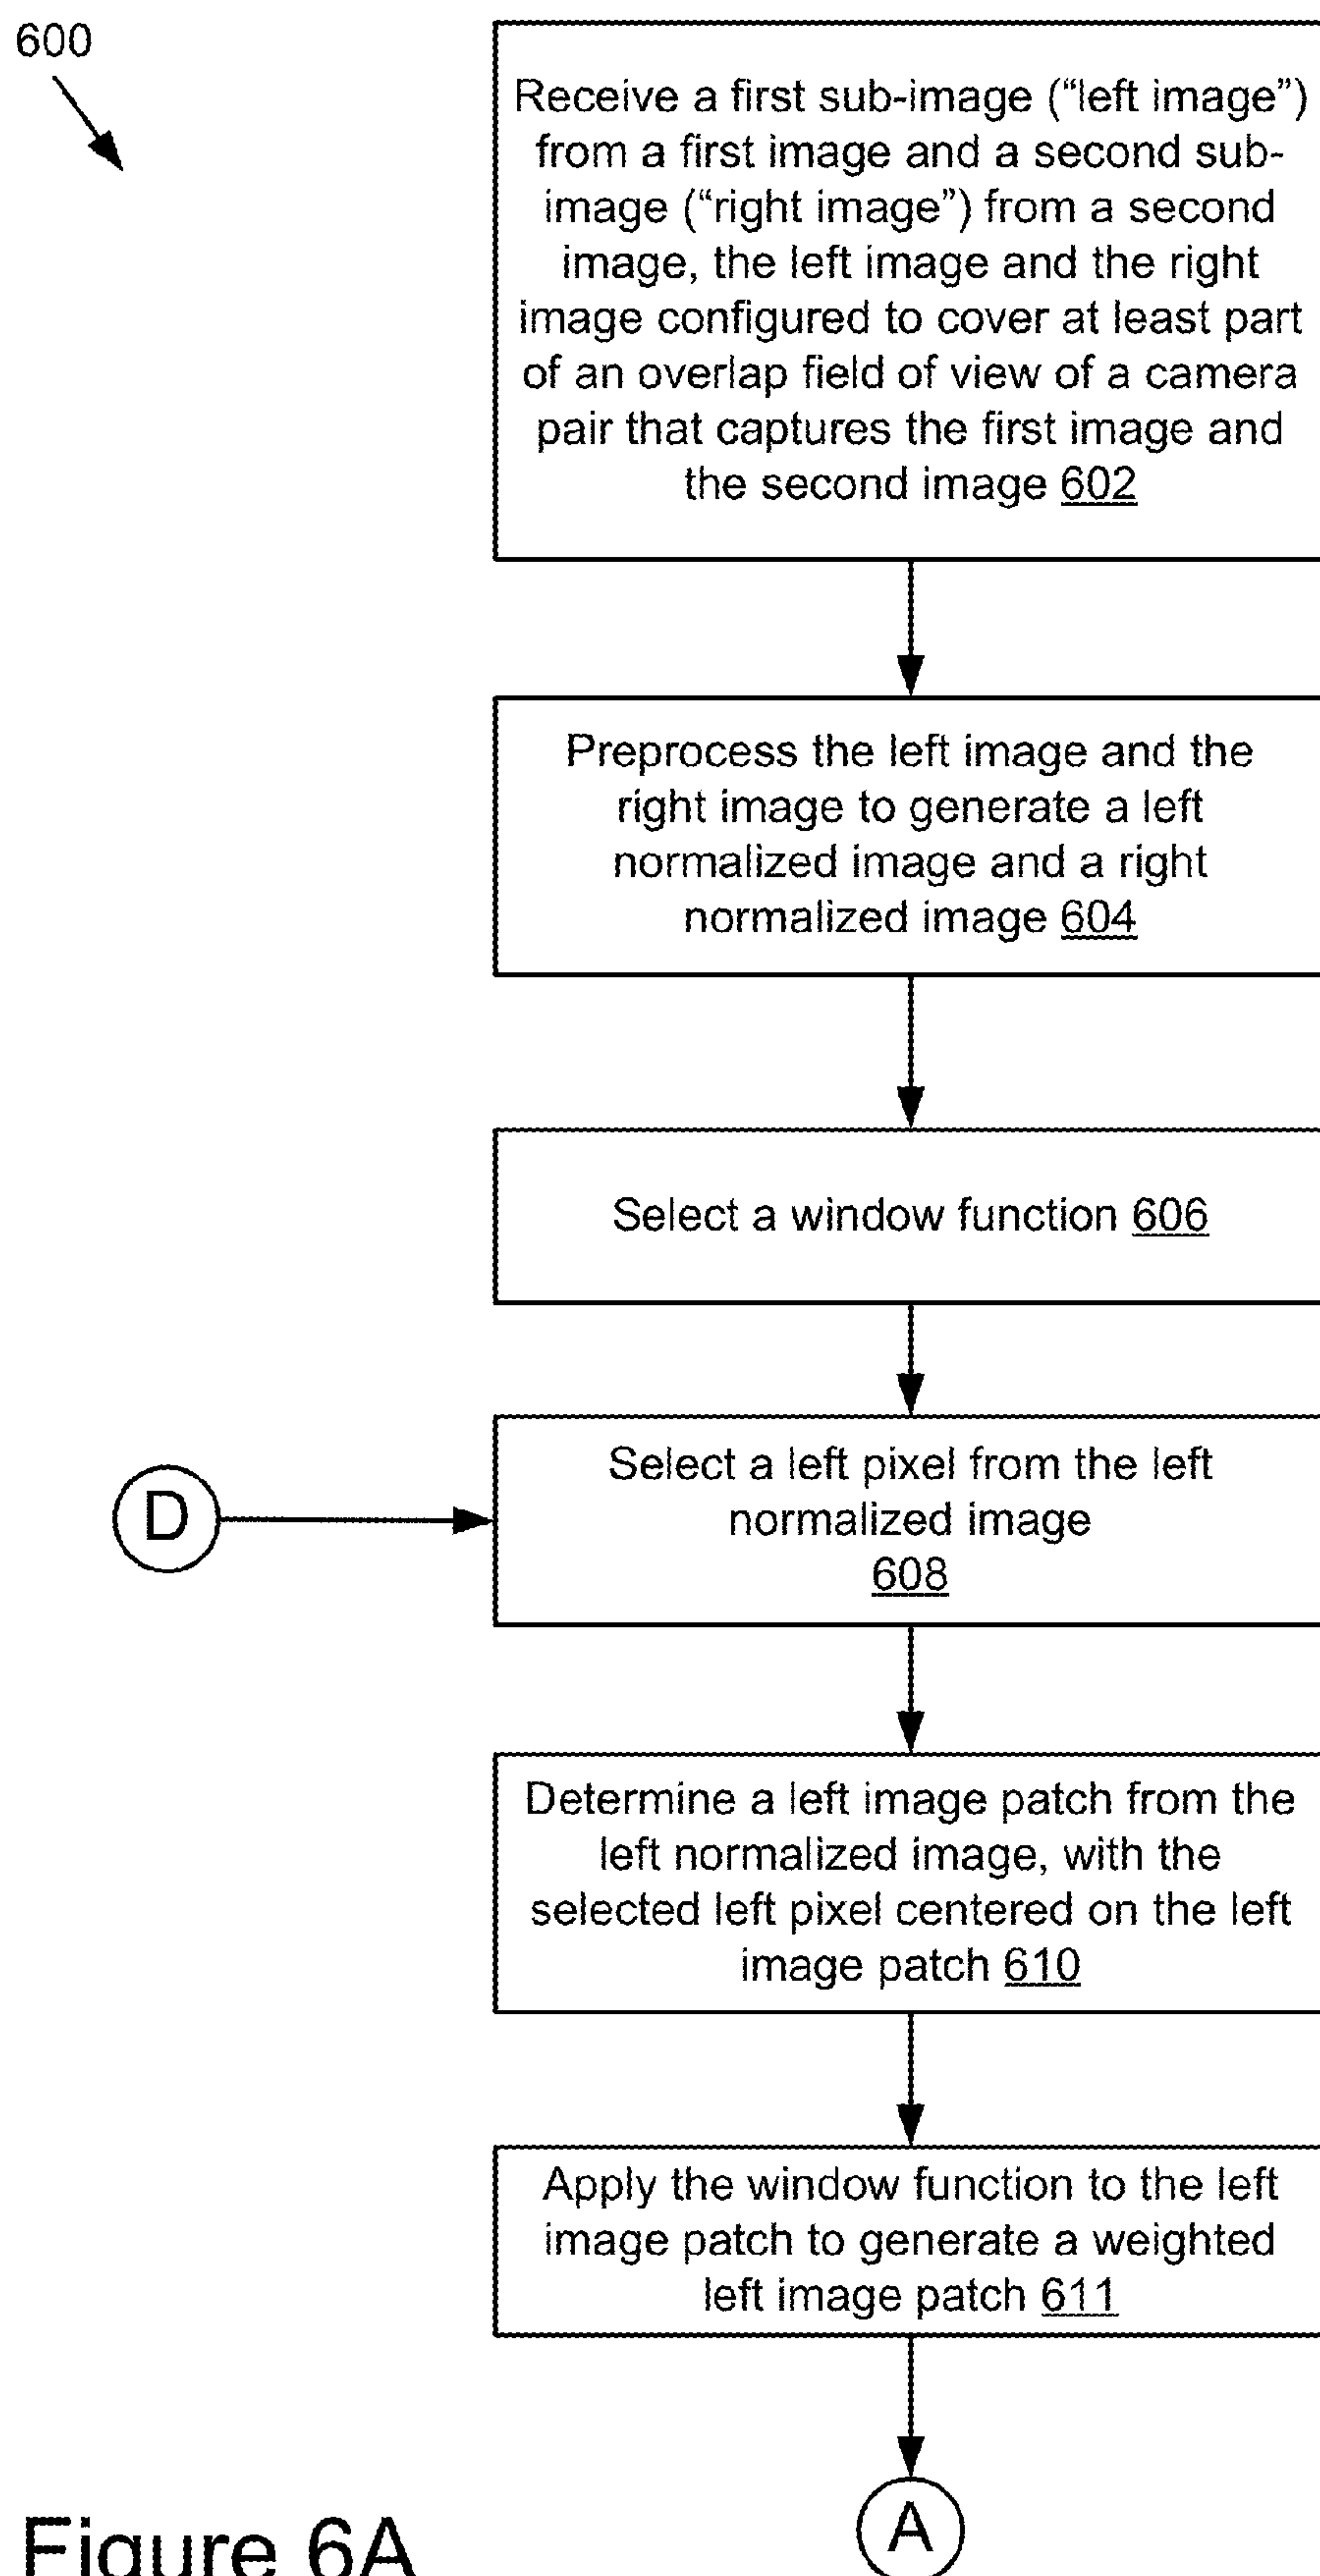 600
Receive a first sub-image (“left image”)
from a first image and a second sub-
image (“right image”) from a second
image, the left image and the right
image configured to cover at least part
of an overlap field of view of a camera
pair that captures the first image and
the second image 602
Preprocess the left image and the
right image to generate a left
normalized image and a right
normalized image 604
Select a window function 606
Select a left pixel from the left
normalized image
608
D
Determine a left image patch from the
left normalized image, with the
selected left pixel centered on the left
image patch 610
Apply the window function to the left
image patch to generate a weighted
left image patch 611
A
Figure 6A